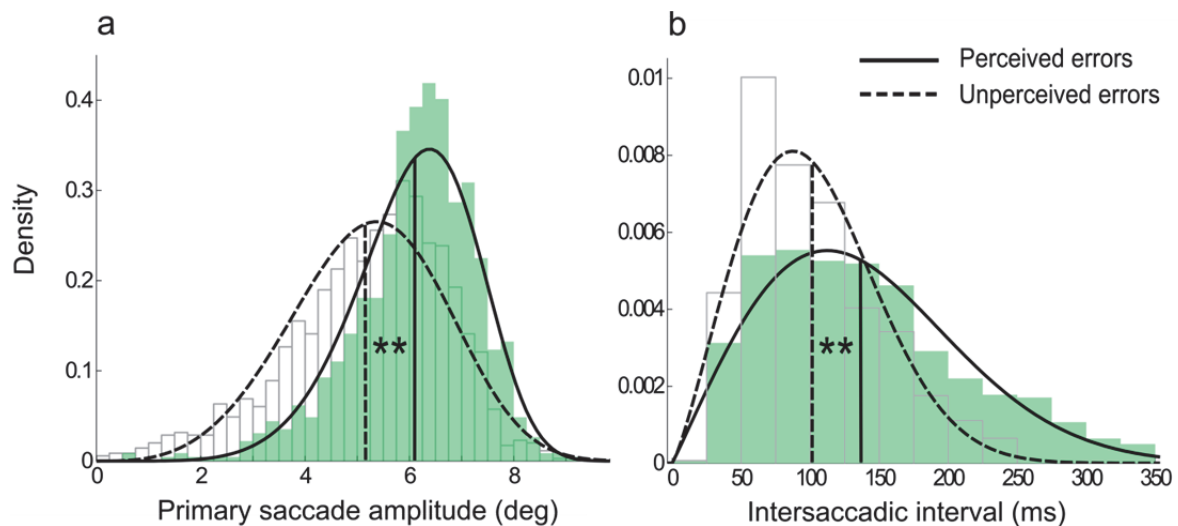 a
Density
0.4
0.3
0.2
0.1
0
**
0 2 4 6 8
Primary saccade amplitude (deg)
b
Perceived errors
Unperceived errors
0.01
0.008
0.006
0.004
0.002
0
**
0 50 100 150 200 250 300 350
Intersaccadic interval (ms)